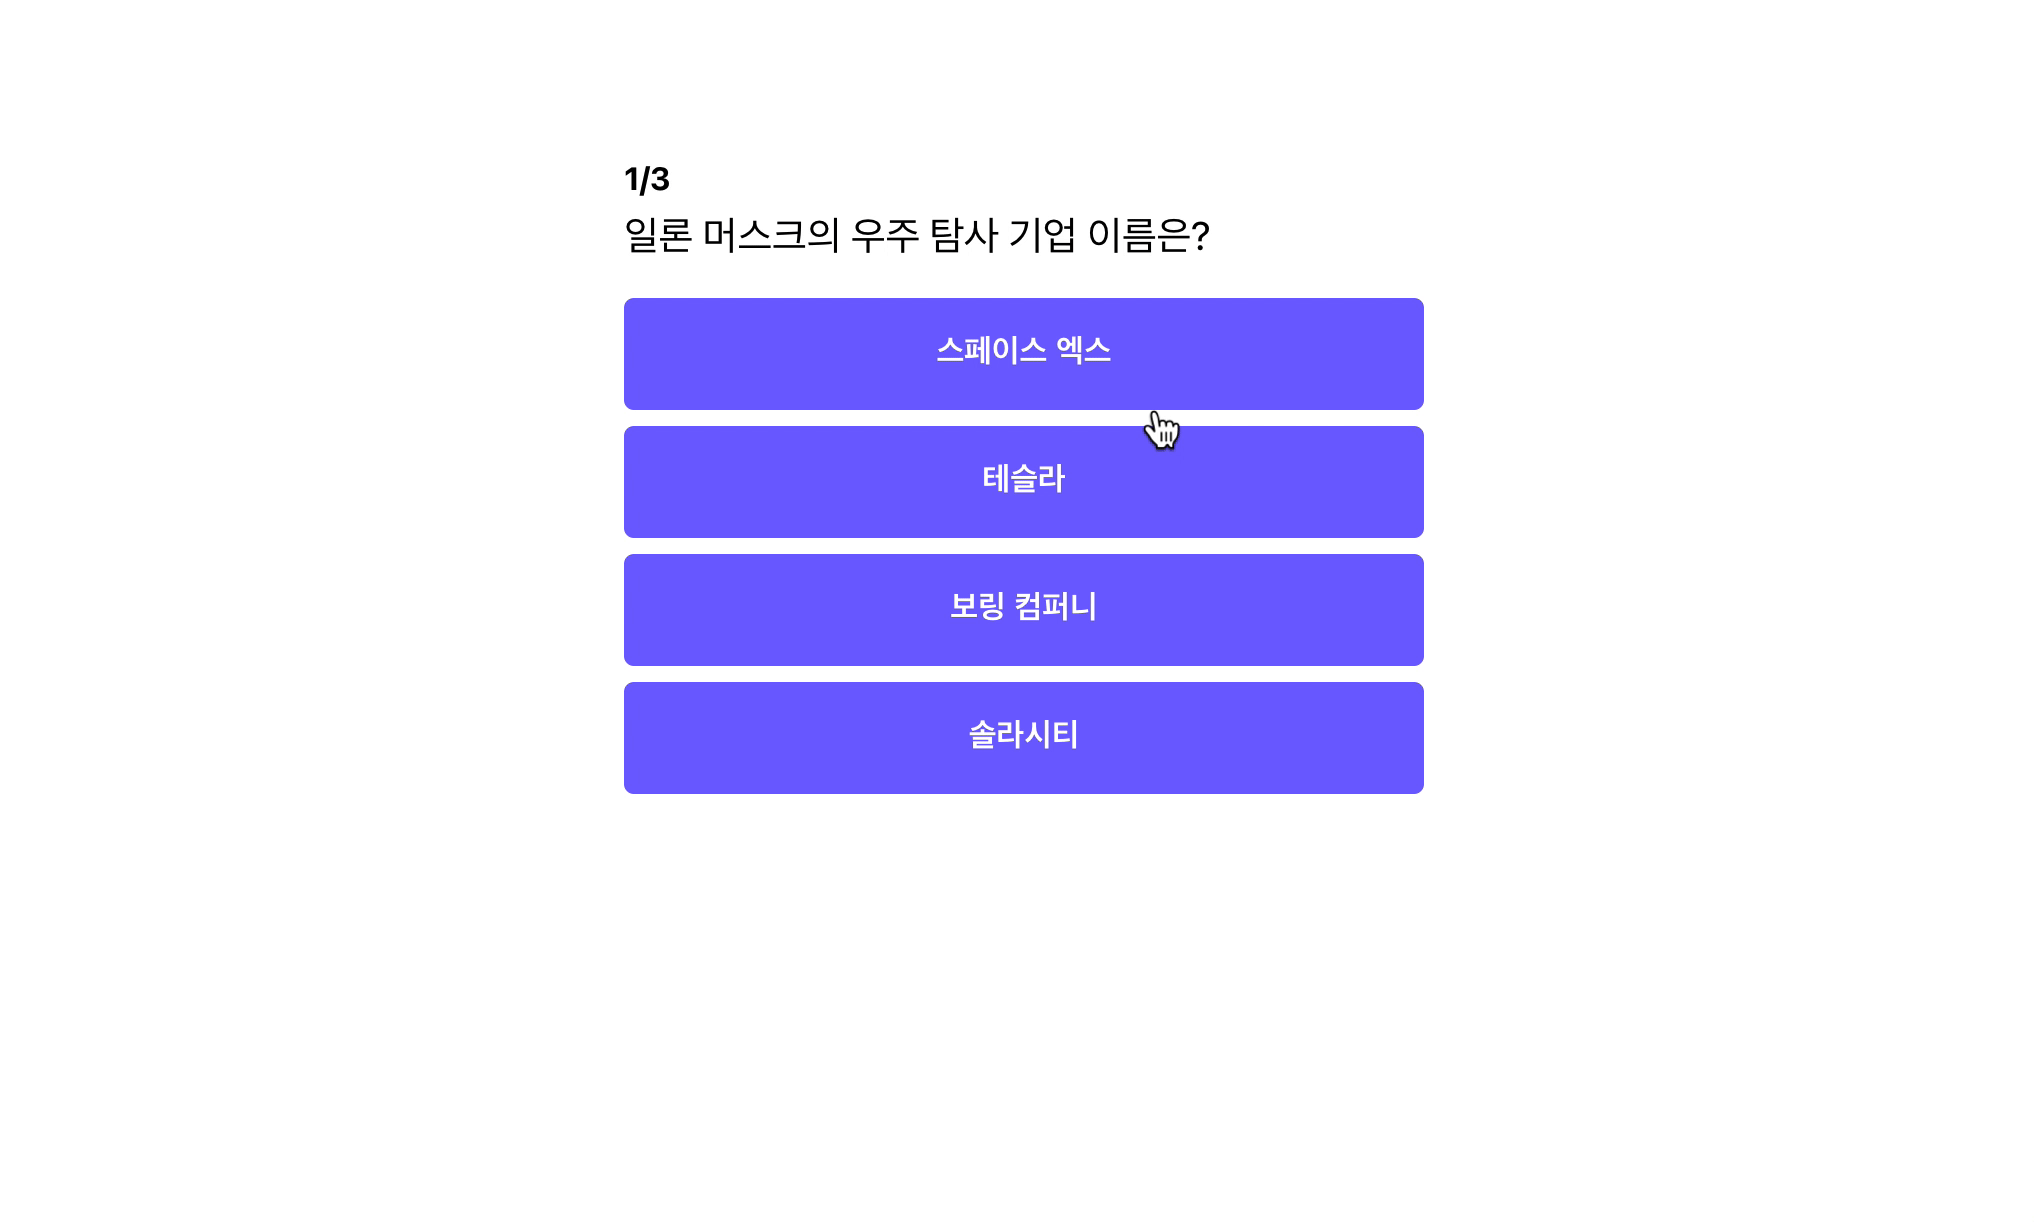 1/3
일론 머스크의 우주 탐사 기업 이름은?
스페이스 엑스
테슬라
보링 컴퍼니
솔라시티